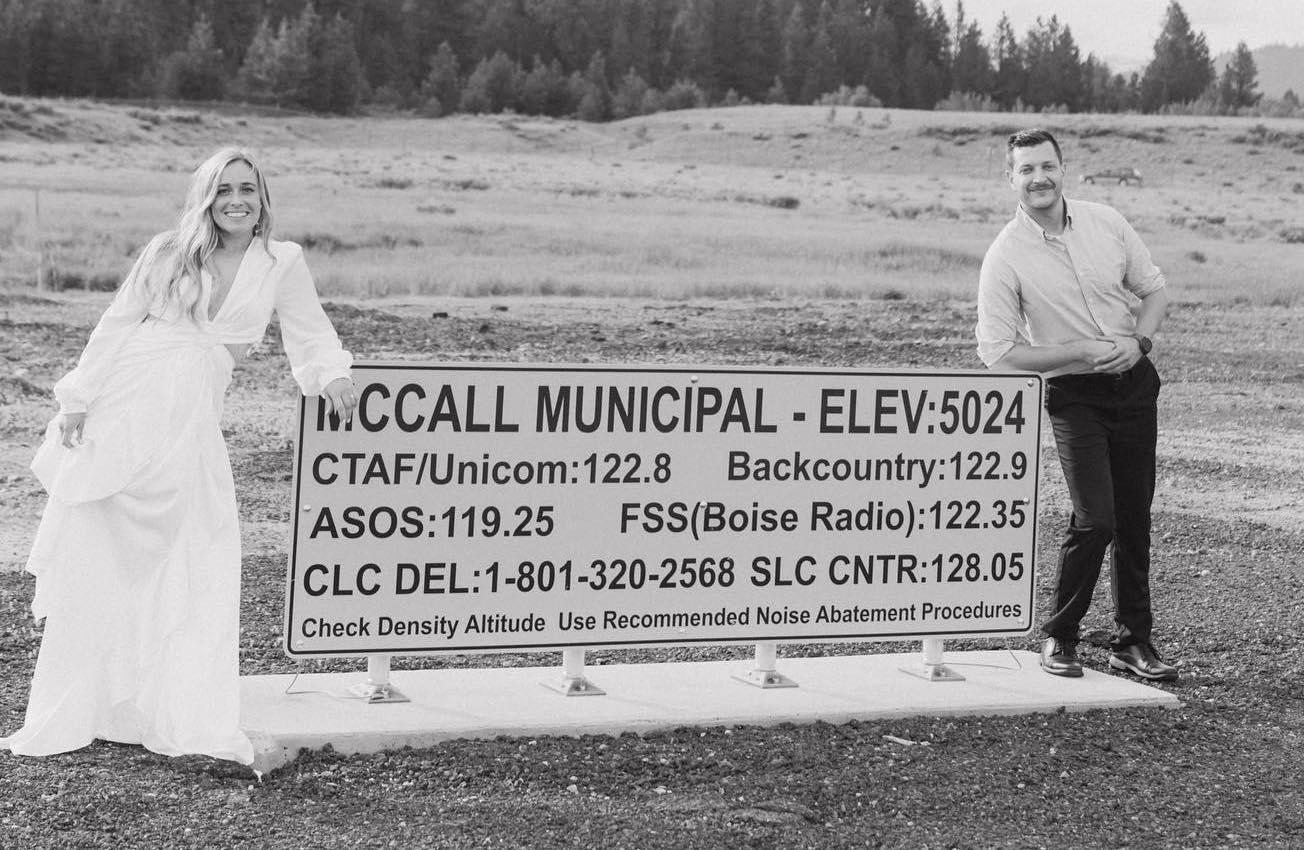 MCCALL MUNICIPAL - ELEV:5024
CTAF/Unicom:122.8 Backcountry:122.9
ASOS:119.25 FSS(Boise Radio):122.35
CLC DEL:1-801-320-2568 SLC CNTR:128.05
Check Density Altitude Use Recommended Noise Abatement Procedures